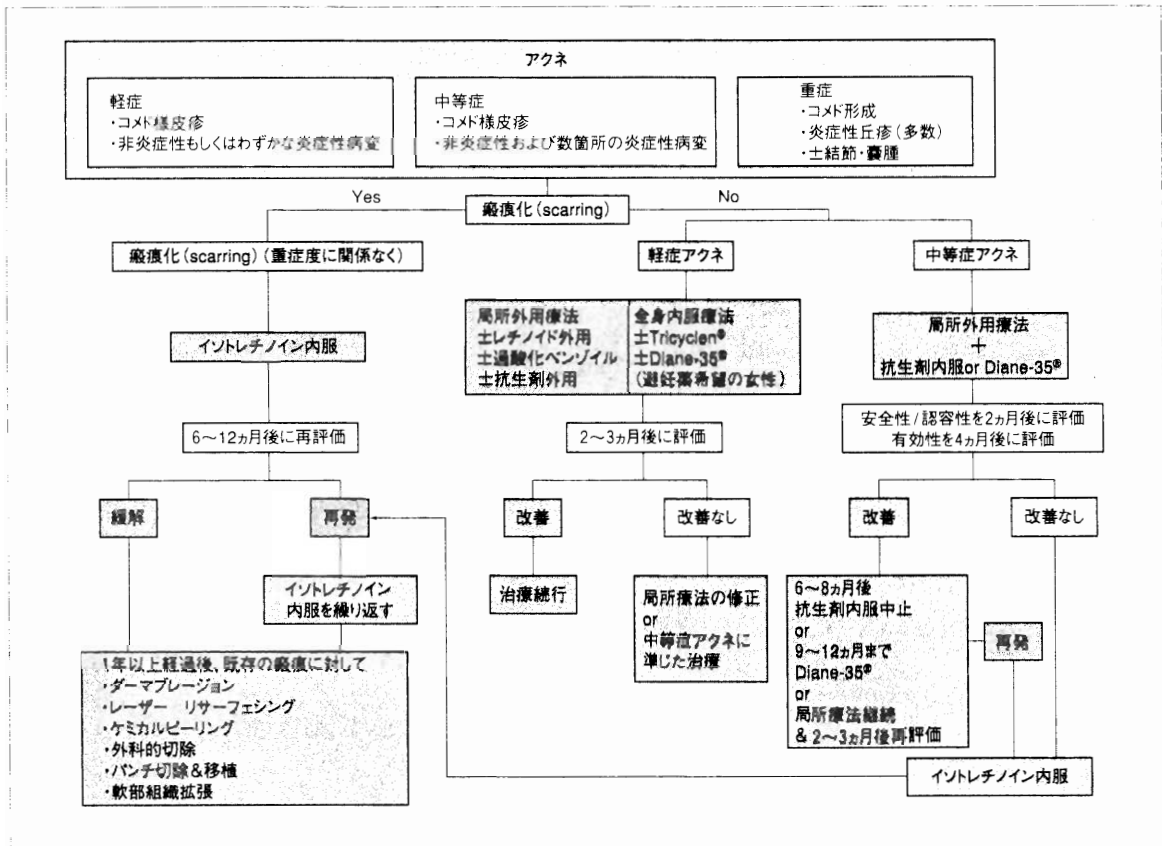 アクネ
軽症
・コメド様皮疹
・非炎症性もしくはわずかな炎症性病変
中等症
・コメド様皮疹
・非炎症性および数箇所の炎症性病変
重症
・コメド形成
・炎症性丘疹(多数)
・±結節・嚢腫
Yes
瘢痕化(scarring)
No
瘢痕化(scarring)(重症度に関係なく)
軽症アクネ
中等症アクネ
イソトレチノイン内服
局所外用療法
±レチノイド外用
±過酸化ベンゾイル
±抗生剤外用
全身内服療法
±Tricyclen®
±Diane-35®
(避妊薬希望の女性)
局所外用療法
+
抗生剤内服or Diane-35®
6~12ヵ月後に再評価
2~3ヵ月後に評価
安全性/認容性を2ヵ月後に評価
有効性を4ヵ月後に評価
緩解
再発
改善
改善なし
改善
改善なし
イソトレチノイン
内服を繰り返す
治療続行
局所療法の修正
or
中等症アクネに
準じた治療
6~8ヵ月後
抗生剤内服中止
or
9~12ヵ月まで
Diane-35®
or
局所療法継続
& 2~3ヵ月後再評価
再発
1年以上経過後、既存の瘢痕に対して
・ダーマブレージョン
・レーザー リサーフェシング
・ケミカルピーリング
・外科的切除
・パンチ切除&移植
・軟部組織拡張
イソトレチノイン内服